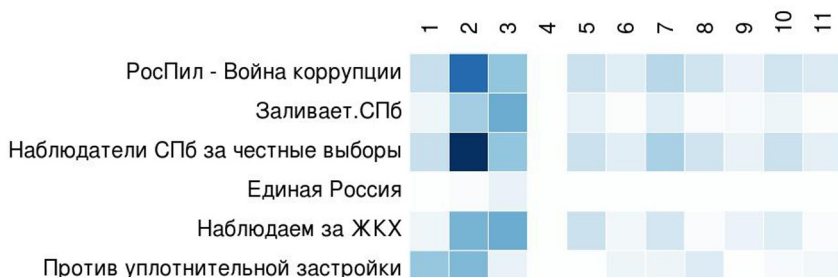 1 2 3 4 5 6 7 8 9 10 11
РосПил - Война коррупции
Заливает.СПб
Наблюдатели СПб за честные выборы
Единая Россия
Наблюдаем за ЖКХ
Против уплотнительной застройки